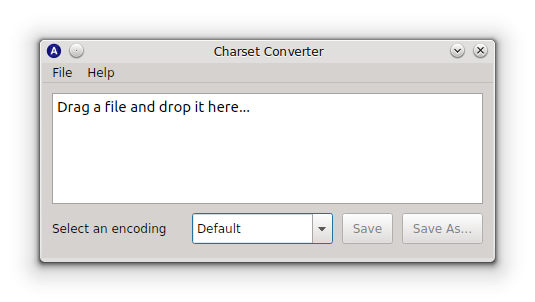 A
Charset Converter
File Help
Drag a file and drop it here...
Select an encoding Default Save Save As...